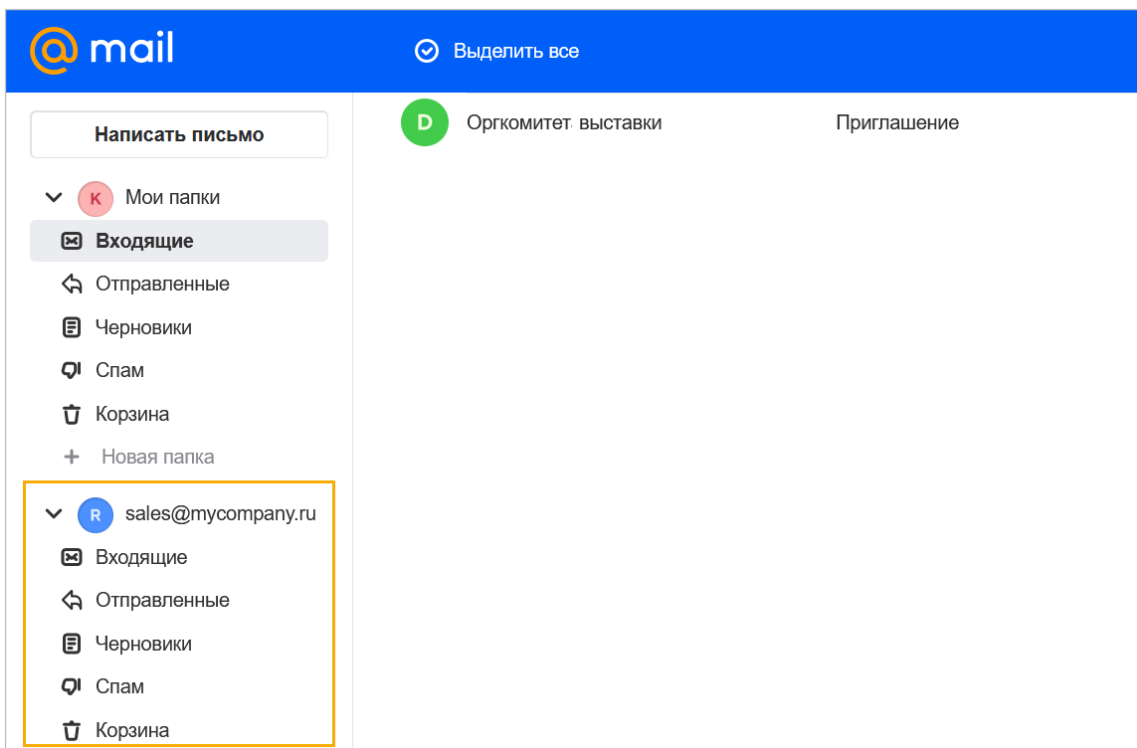 @ mail
Выделить все
Написать письмо
D Оргкомитет выставки Приглашение
K Мои папки
Входящие
Отправленные
Черновики
Спам
Корзина
+ Новая папка
R sales@mycompany.ru
Входящие
Отправленные
Черновики
Спам
Корзина